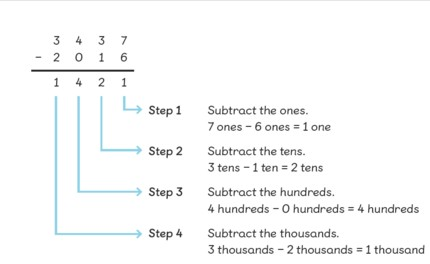 3 4 3 7
− 2 0 1 6
1 4 2 1
Step 1 Subtract the ones.
7 ones − 6 ones = 1 one
Step 2 Subtract the tens.
3 tens − 1 ten = 2 tens
Step 3 Subtract the hundreds.
4 hundreds − 0 hundreds = 4 hundreds
Step 4 Subtract the thousands.
3 thousands − 2 thousands = 1 thousand